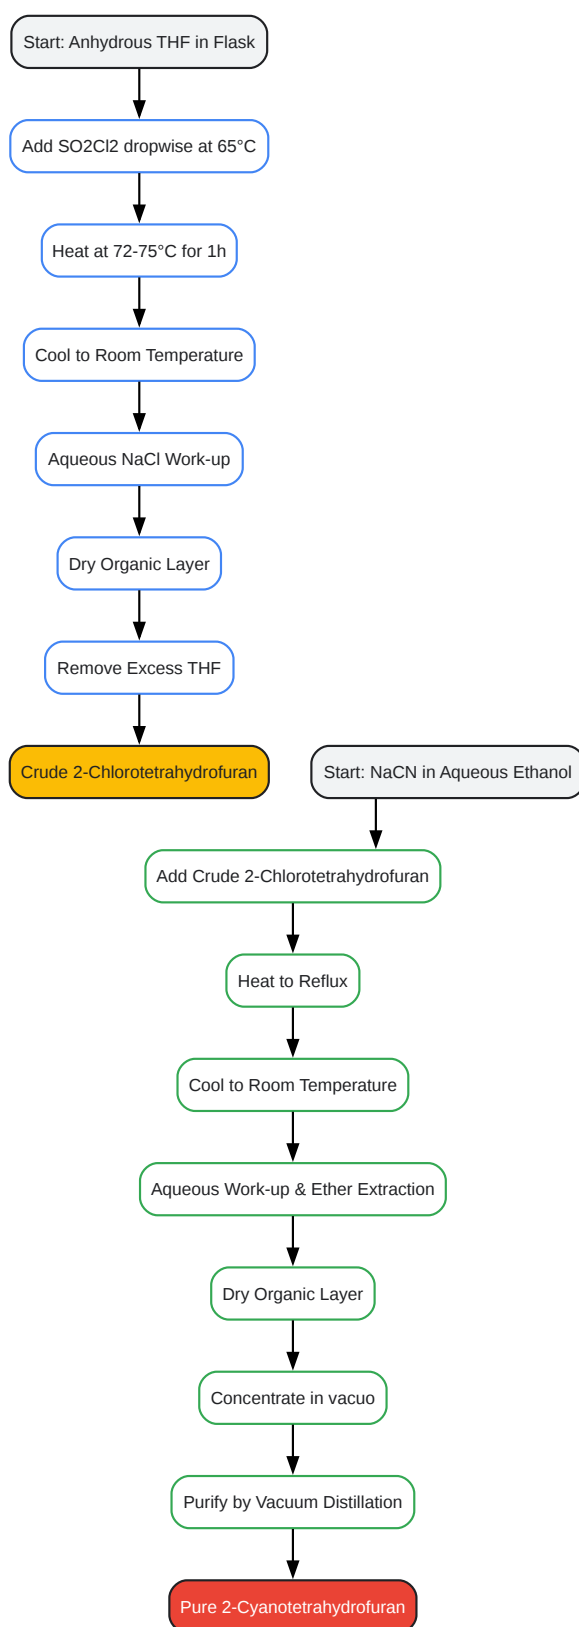 Start: Anhydrous THF in Flask
Add SO2Cl2 dropwise at 65°C
Heat at 72-75°C for 1h
Cool to Room Temperature
Aqueous NaCl Work-up
Dry Organic Layer
Remove Excess THF
Crude 2-Chlorotetrahydrofuran
Start: NaCN in Aqueous Ethanol
Add Crude 2-Chlorotetrahydrofuran
Heat to Reflux
Cool to Room Temperature
Aqueous Work-up & Ether Extraction
Dry Organic Layer
Concentrate in vacuo
Purify by Vacuum Distillation
Pure 2-Cyanotetrahydrofuran